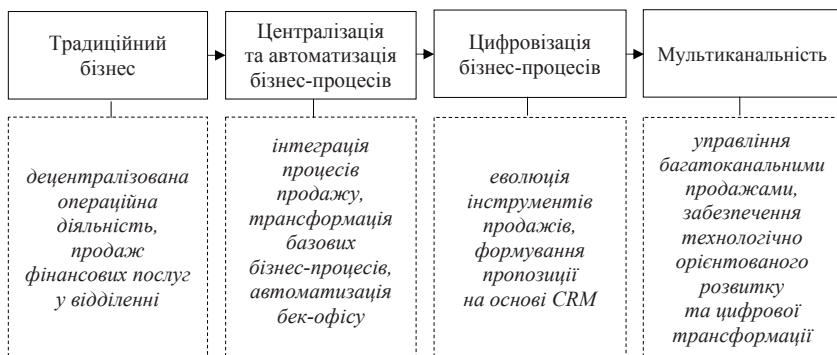 Традиційний
бізнес
Централізація
та автоматизація
бізнес-процесів
Цифровізація
бізнес-процесів
Мультиканальність
децентралізована
операційна
діяльність,
продаж
фінансових послуг
у відділенні
інтеграція
процесів
продажу,
трансформація
базових
бізнес-процесів,
автоматизація
бек-офісу
еволюція
інструментів
продажів,
формування
пропозиції
на основі CRM
управління
багатоканальними
продажами,
забезпечення
технологічно
орієнтованого
розвитку
та цифрової
трансформації